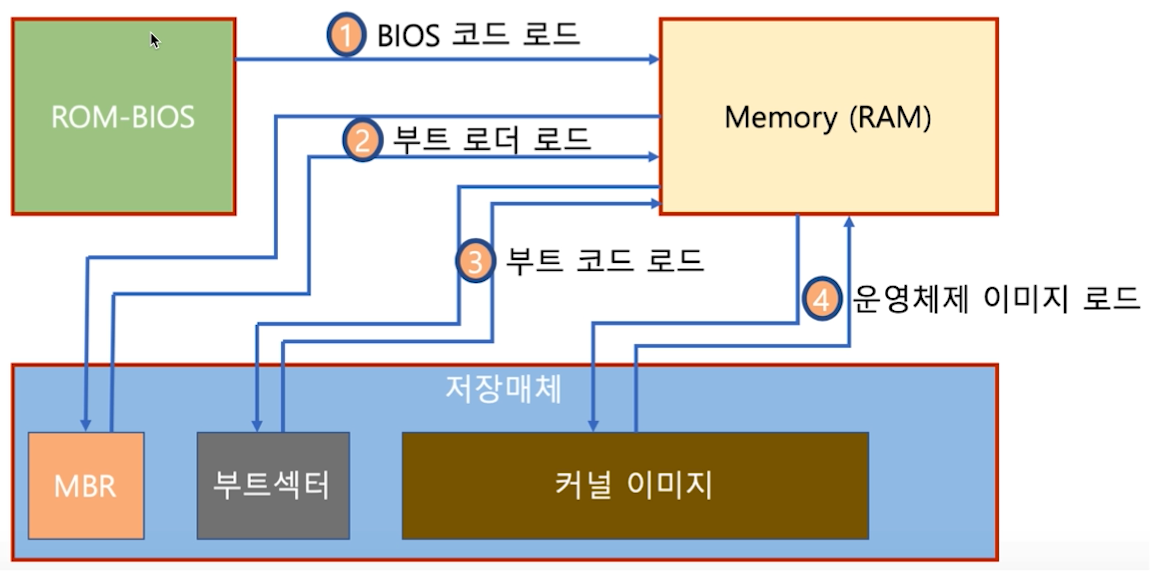 1 BIOS 코드 로드
ROM-BIOS
Memory (RAM)
2 부트 로더 로드
3 부트 코드 로드
4 운영체제 이미지 로드
저장매체
MBR
부트섹터
커널 이미지